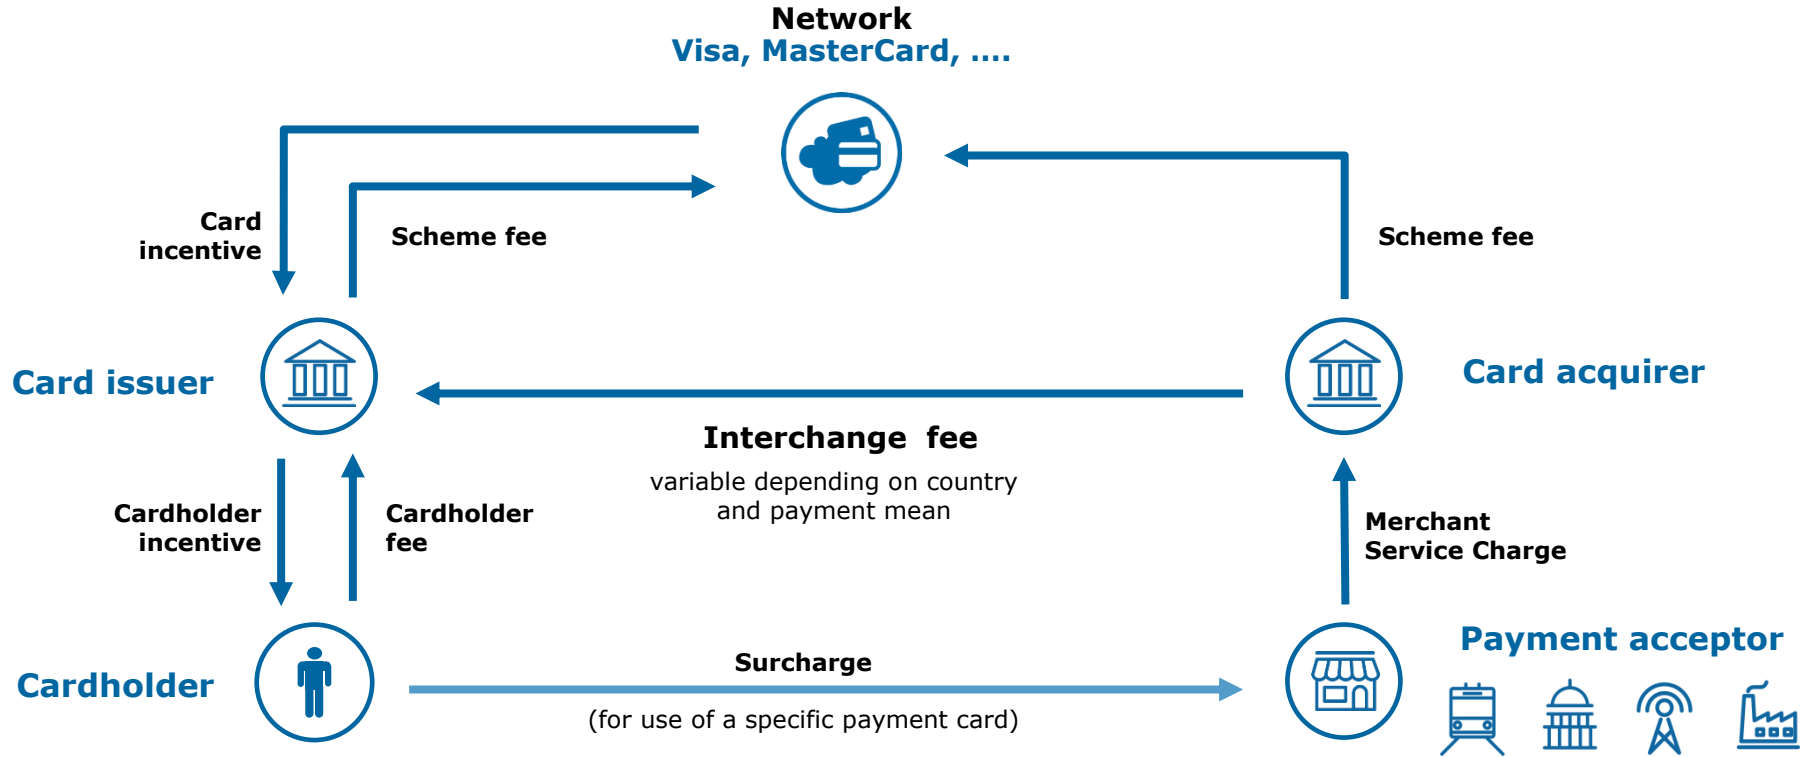 Network
Visa, MasterCard, ....
Card
incentive
Scheme fee
Scheme fee
Card issuer
Card acquirer
Interchange fee
variable depending on country
and payment mean
Cardholder
incentive
Cardholder
fee
Merchant
Service Charge
Cardholder
Surcharge
(for use of a specific payment card)
Payment acceptor